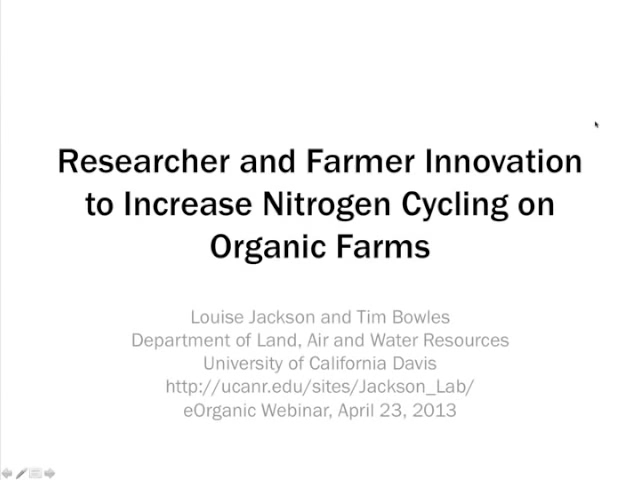 Researcher and Farmer Innovation
to Increase Nitrogen Cycling on
Organic Farms
Louise Jackson and Tim Bowles
Department of Land, Air and Water Resources
University of California Davis
http://ucanr.edu/sites/Jackson_Lab/
eOrganic Webinar, April 23, 2013